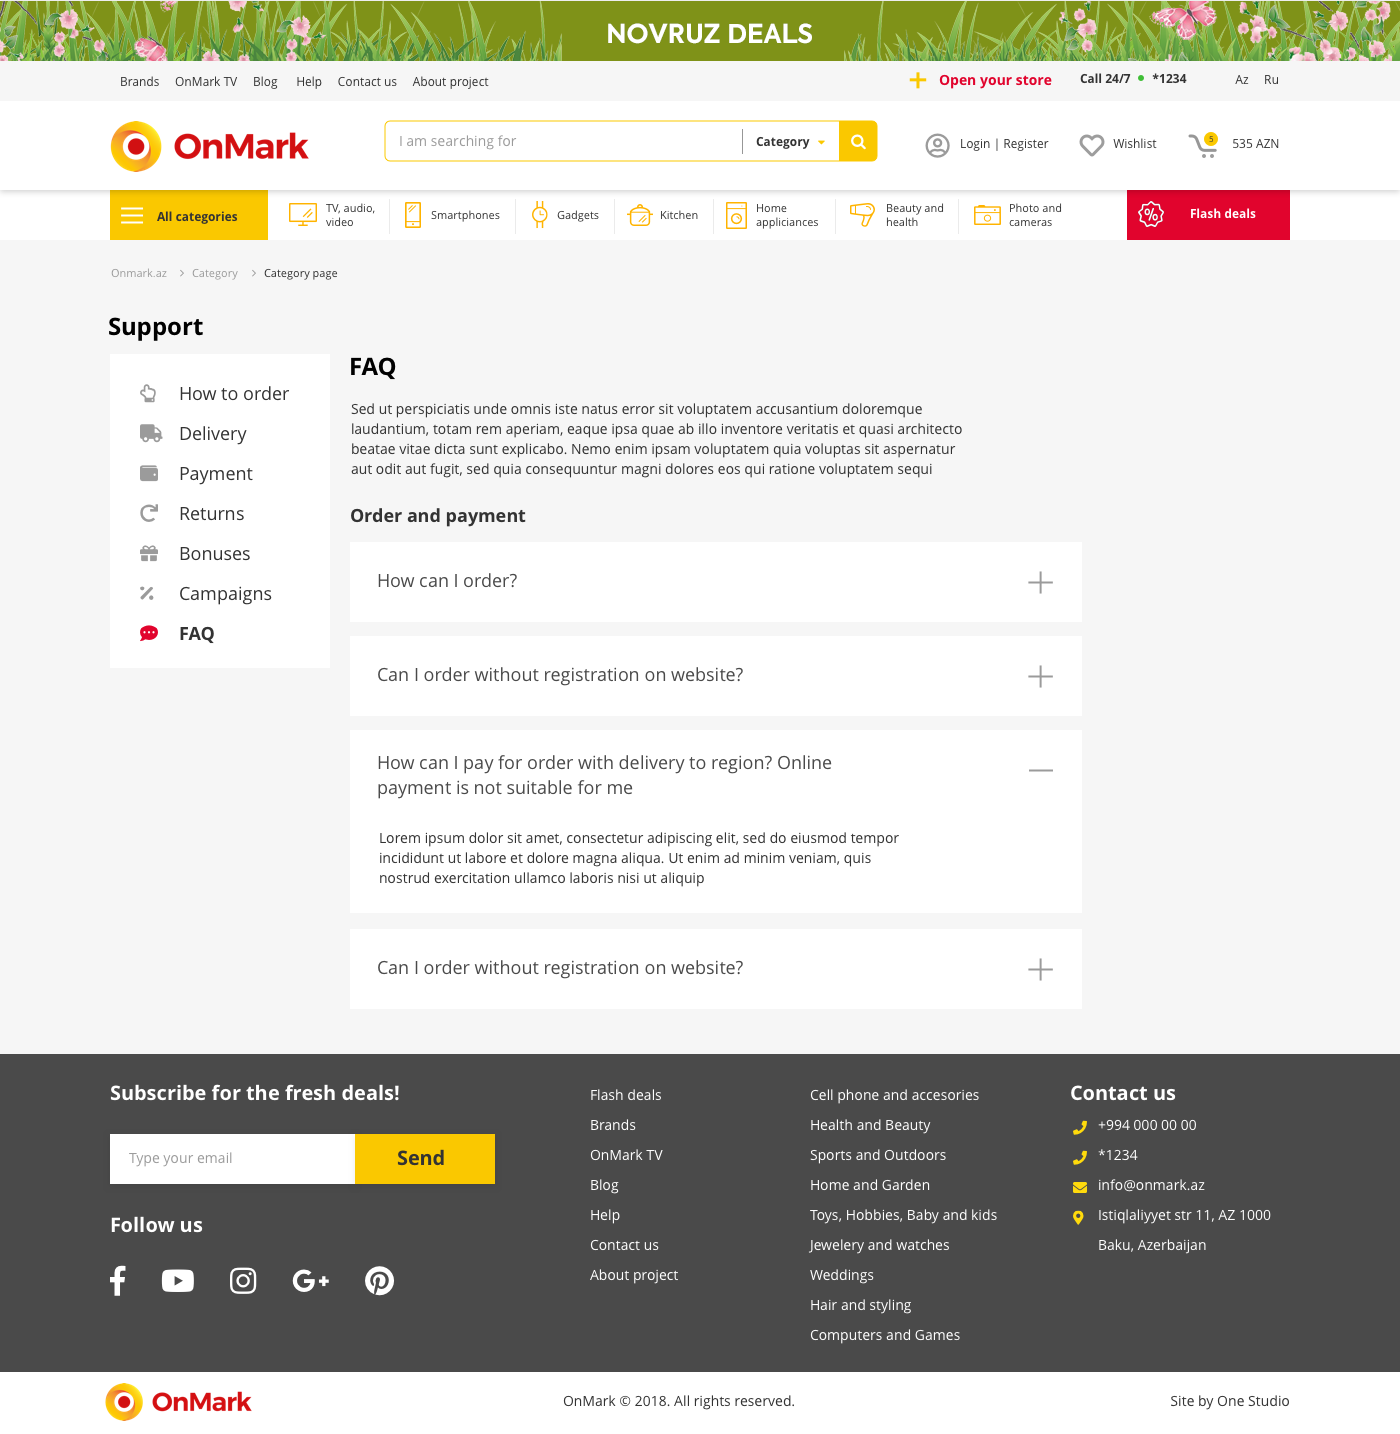 NOVRUZ DEALS
Brands OnMark TV Blog Help Contact us About project
Open your store Call 24/7 • *1234 Az Ru
OnMark
I am searching for Category
Login | Register Wishlist 5 535 AZN
All categories
TV, audio,
video
Smartphones
Gadgets
Kitchen
Home
appliciances
Beauty and
health
Photo and
cameras
Flash deals
Onmark.az > Category > Category page
Support
How to order
Delivery
Payment
Returns
Bonuses
Campaigns
FAQ
FAQ
Sed ut perspiciatis unde omnis iste natus error sit voluptatem accusantium doloremque
laudantium, totam rem aperiam, eaque ipsa quae ab illo inventore veritatis et quasi architecto
beatae vitae dicta sunt explicabo. Nemo enim ipsam voluptatem quia voluptas sit aspernatur
aut odit aut fugit, sed quia consequuntur magni dolores eos qui ratione voluptatem sequi
Order and payment
How can I order?
Can I order without registration on website?
How can I pay for order with delivery to region? Online
payment is not suitable for me
Lorem ipsum dolor sit amet, consectetur adipiscing elit, sed do eiusmod tempor
incididunt ut labore et dolore magna aliqua. Ut enim ad minim veniam, quis
nostrud exercitation ullamco laboris nisi ut aliquip
Can I order without registration on website?
Subscribe for the fresh deals!
Type your email Send
Follow us
Flash deals
Brands
OnMark TV
Blog
Help
Contact us
About project
Cell phone and accesories
Health and Beauty
Sports and Outdoors
Home and Garden
Toys, Hobbies, Baby and kids
Jewelery and watches
Weddings
Hair and styling
Computers and Games
Contact us
+994 000 00 00
*1234
info@onmark.az
Istiqlaliyyet str 11, AZ 1000
Baku, Azerbaijan
OnMark
OnMark © 2018. All rights reserved.
Site by One Studio